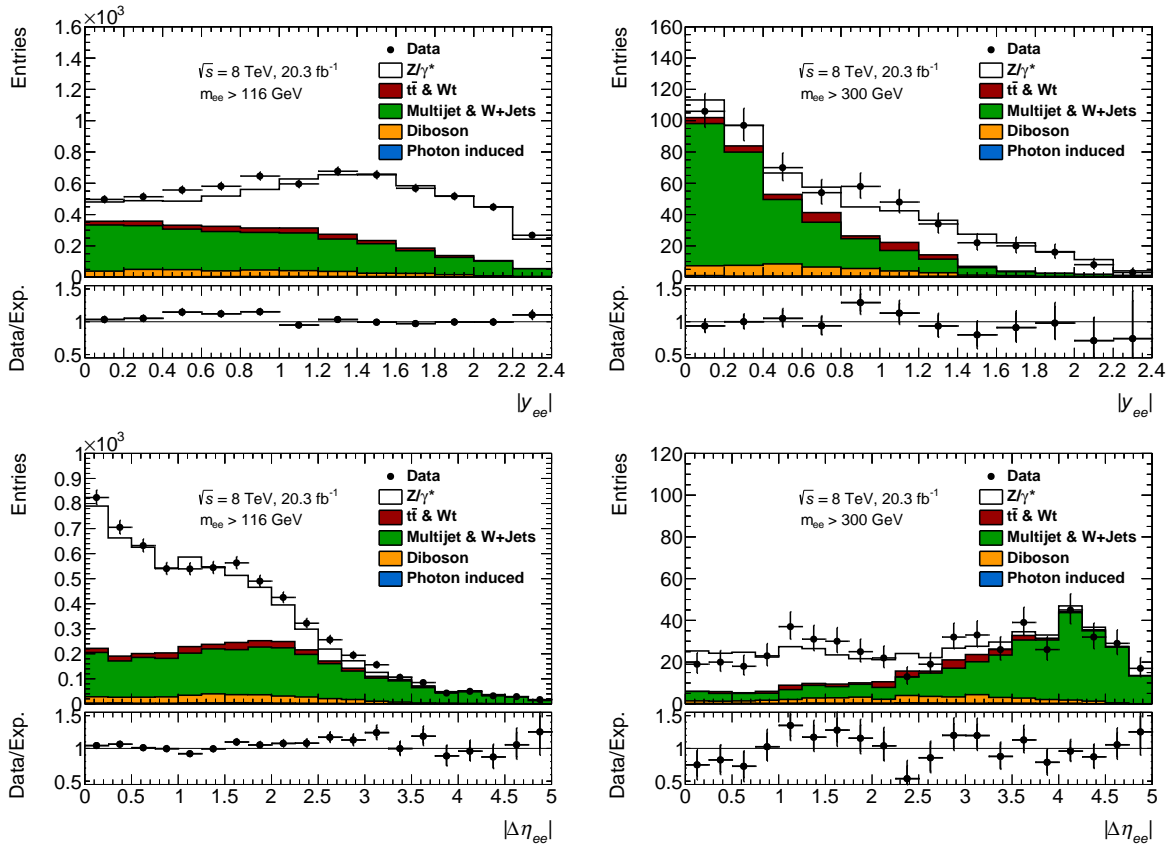 ×10³
Entries
1.6
1.4
1.2
1
0.8
0.6
0.4
0.2
0
√s = 8 TeV, 20.3 fb⁻¹
m_ee > 116 GeV
Data
Z/γ*
tt̄ & Wt
Multijet & W+Jets
Diboson
Photon induced
Data/Exp.
1.5
1
0.5
0 0.2 0.4 0.6 0.8 1 1.2 1.4 1.6 1.8 2 2.2 2.4
|y_ee|
Entries
160
140
120
100
80
60
40
20
0
√s = 8 TeV, 20.3 fb⁻¹
m_ee > 300 GeV
Data
Z/γ*
tt̄ & Wt
Multijet & W+Jets
Diboson
Photon induced
Data/Exp.
1.5
1
0.5
0 0.2 0.4 0.6 0.8 1 1.2 1.4 1.6 1.8 2 2.2 2.4
|y_ee|
×10³
Entries
1
0.9
0.8
0.7
0.6
0.5
0.4
0.3
0.2
0.1
0
√s = 8 TeV, 20.3 fb⁻¹
m_ee > 116 GeV
Data
Z/γ*
tt̄ & Wt
Multijet & W+Jets
Diboson
Photon induced
Data/Exp.
1.5
1
0.5
0 0.5 1 1.5 2 2.5 3 3.5 4 4.5 5
|Δη_ee|
Entries
120
100
80
60
40
20
0
√s = 8 TeV, 20.3 fb⁻¹
m_ee > 300 GeV
Data
Z/γ*
tt̄ & Wt
Multijet & W+Jets
Diboson
Photon induced
Data/Exp.
1.5
1
0.5
0 0.5 1 1.5 2 2.5 3 3.5 4 4.5 5
|Δη_ee|